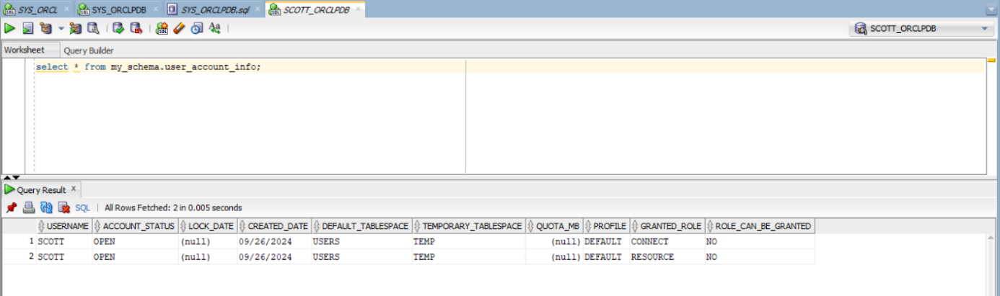 SYS_ORCL × SYS_ORCLPDB × SYS_ORCLPDB.sql × SCOTT_ORCLPDB ×
SCOTT_ORCLPDB
Worksheet Query Builder
select * from my_schema.user_account_info;
Query Result ×
SQL | All Rows Fetched: 2 in 0.005 seconds
USERNAME ACCOUNT_STATUS LOCK_DATE CREATED_DATE DEFAULT_TABLESPACE TEMPORARY_TABLESPACE QUOTA_MB PROFILE GRANTED_ROLE ROLE_CAN_BE_GRANTED
1 SCOTT OPEN (null) 09/26/2024 USERS TEMP (null) DEFAULT CONNECT NO
2 SCOTT OPEN (null) 09/26/2024 USERS TEMP (null) DEFAULT RESOURCE NO